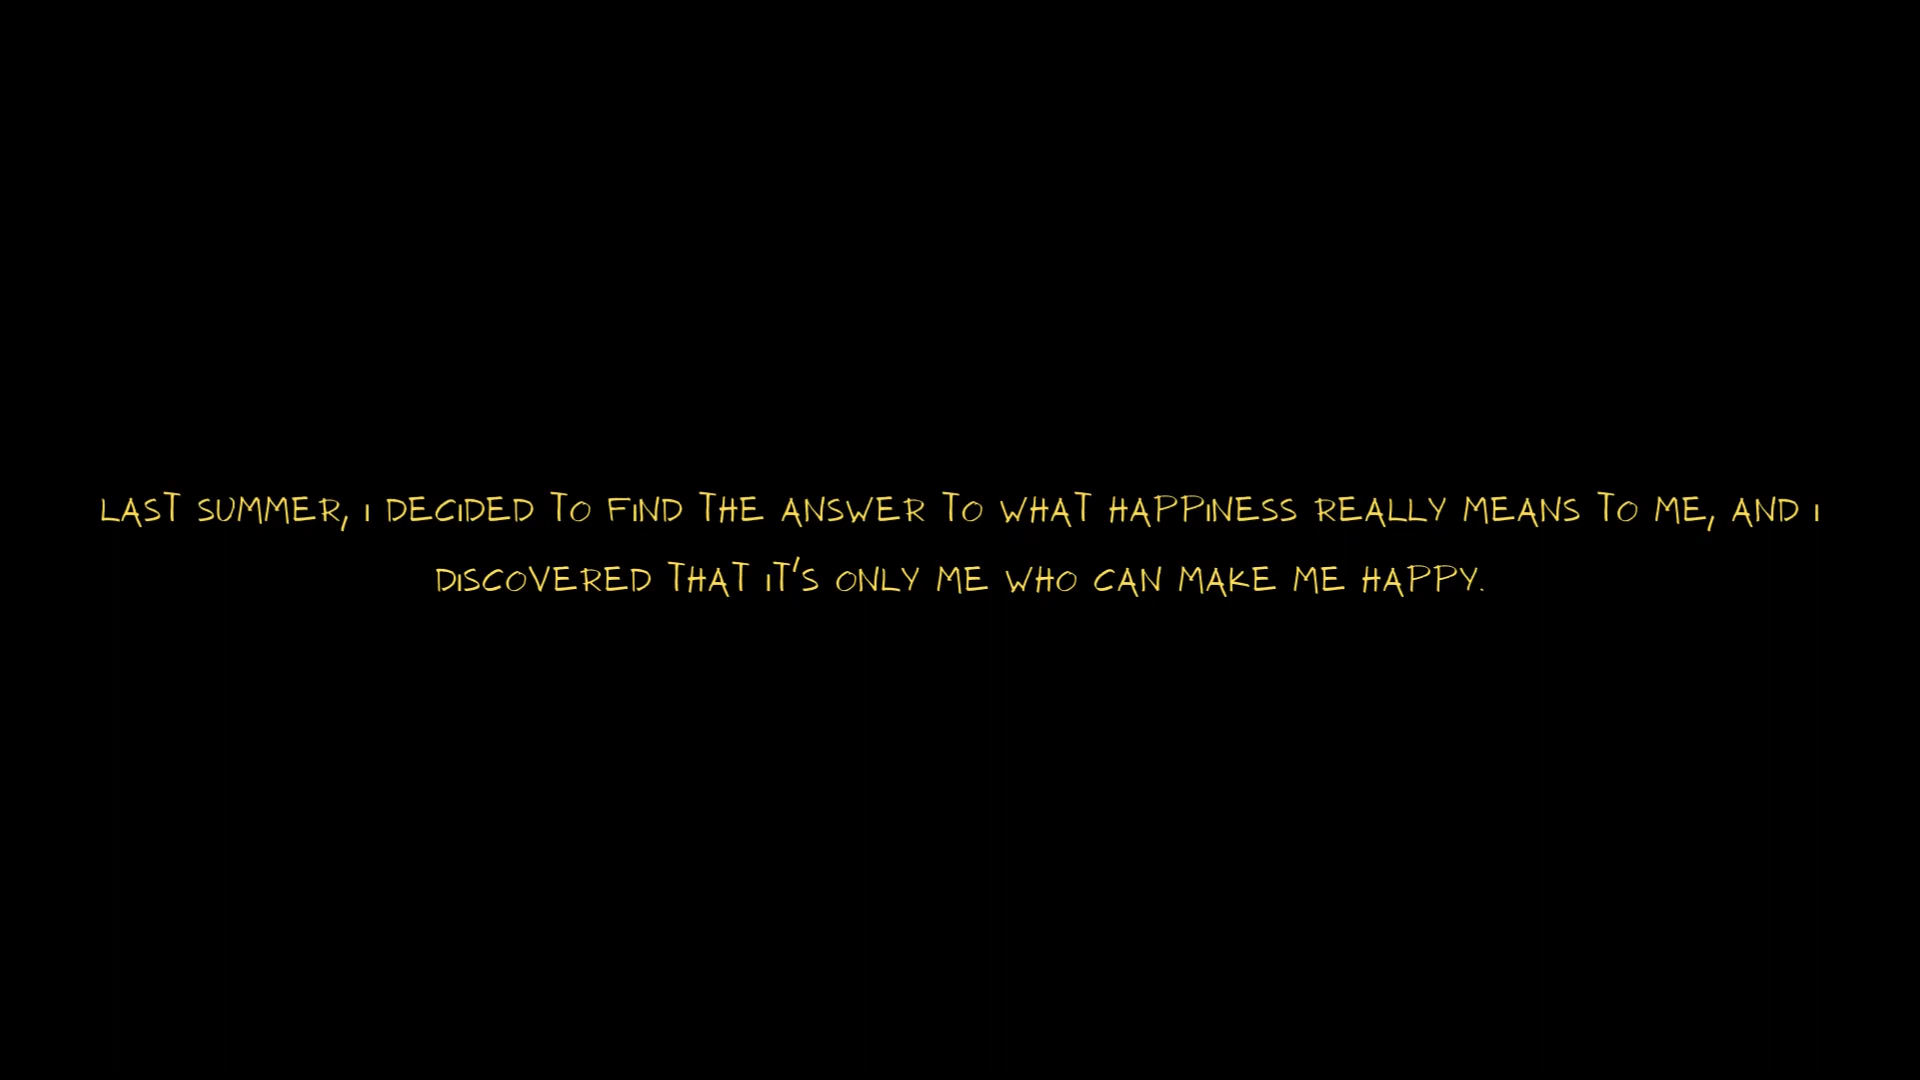 LAST SUMMER, I DECIDED TO FIND THE ANSWER TO WHAT HAPPINESS REALLY MEANS TO ME, AND I
DISCOVERED THAT IT'S ONLY ME WHO CAN MAKE ME HAPPY.